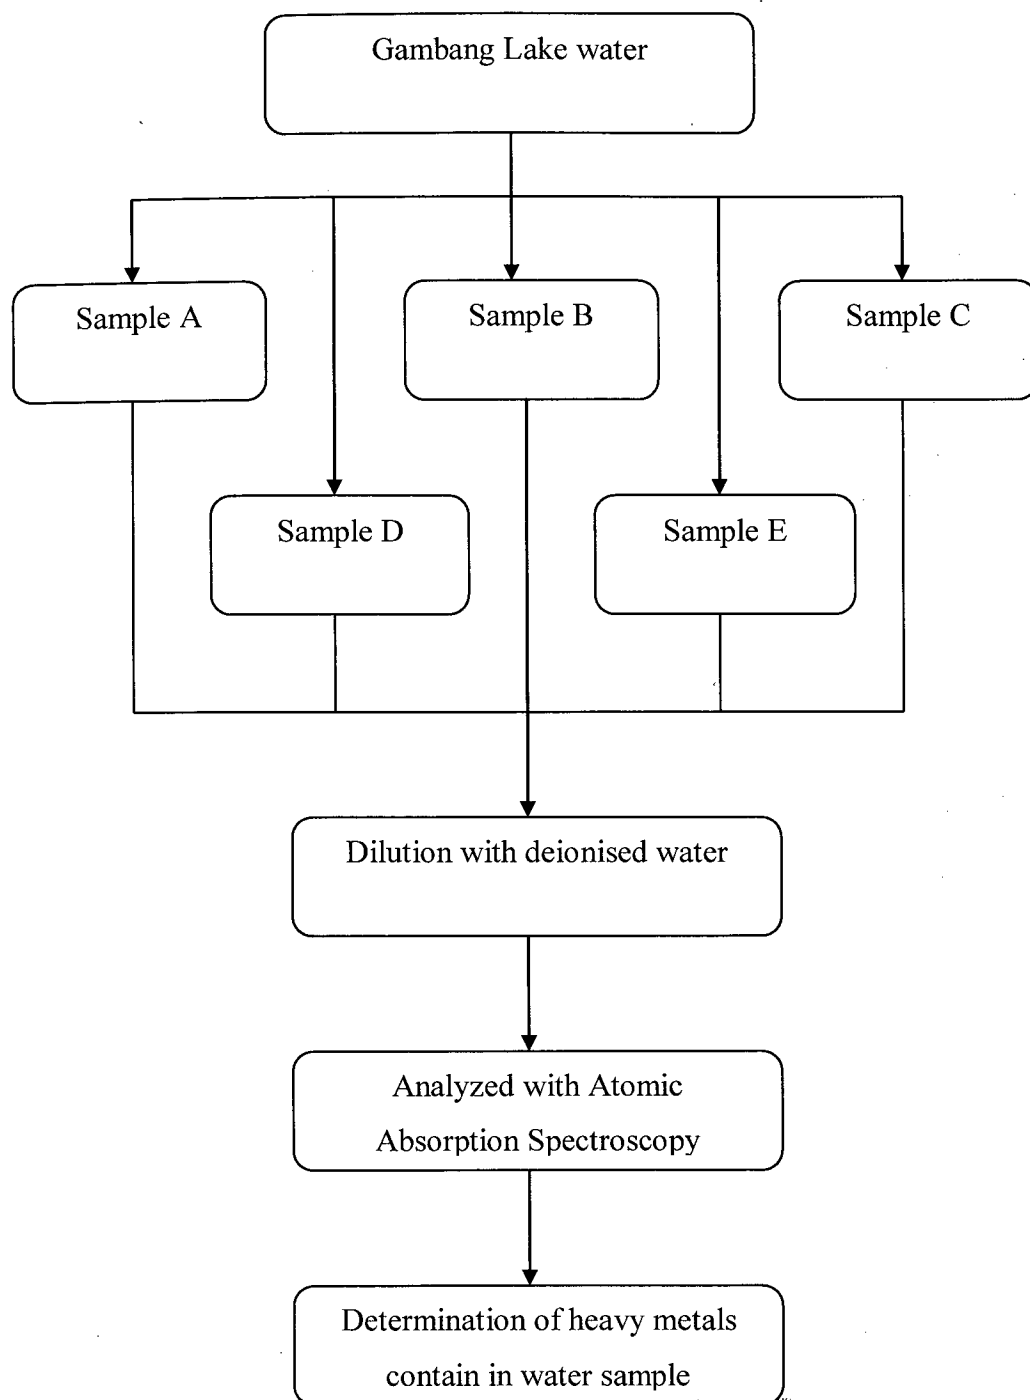 Gambang Lake water
Sample A
Sample B
Sample C
Sample D
Sample E
Dilution with deionised water
Analyzed with Atomic
Absorption Spectroscopy
Determination of heavy metals
contain in water sample